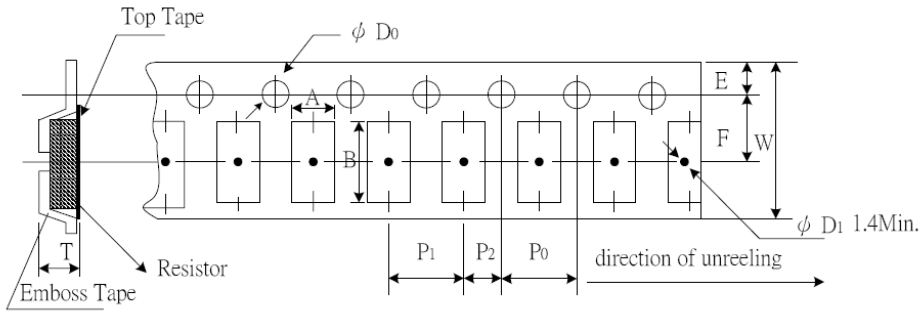 Top Tape
ϕ D0
A
E
F
W
B
ϕ D1 1.4Min.
T
Resistor
Emboss Tape
P1
P2
P0
direction of unreeling